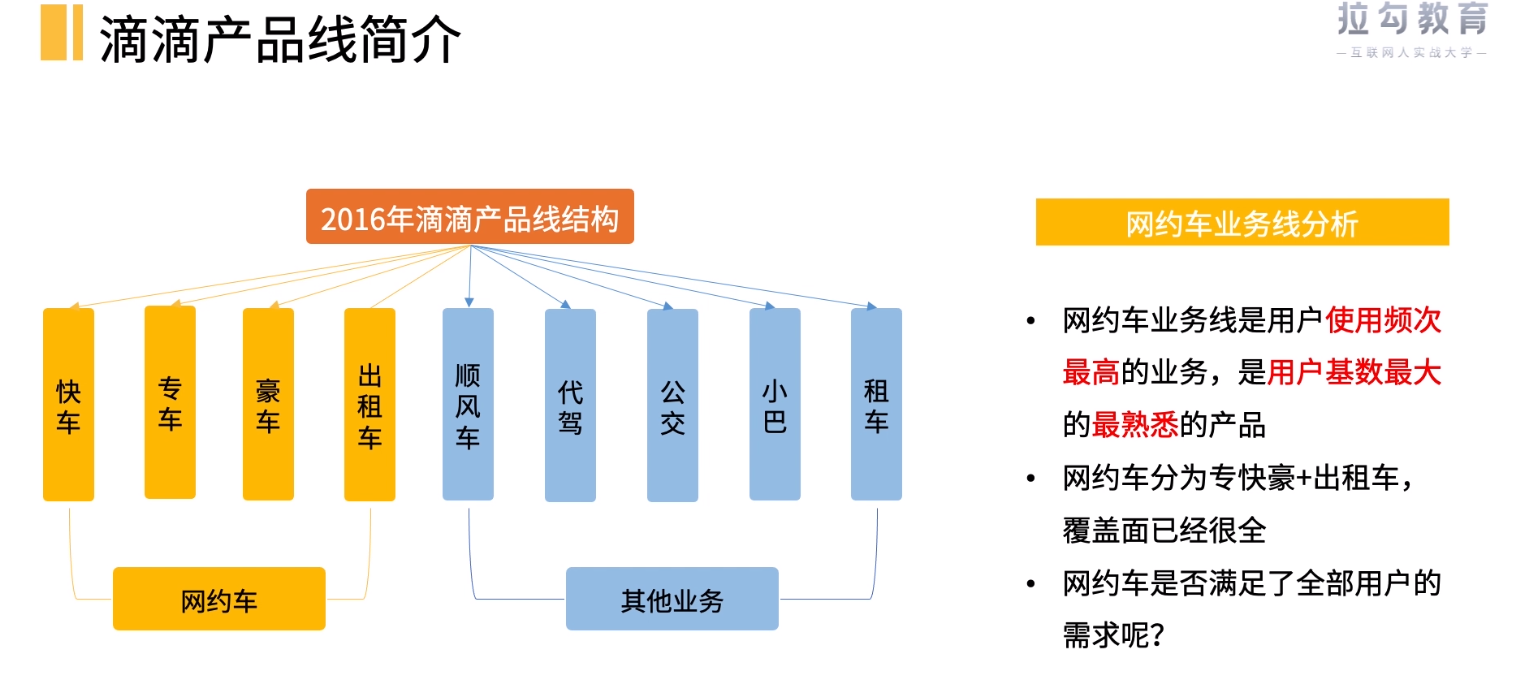 滴滴产品线简介
拉勾教育
—互联网人实战大学—
2016年滴滴产品线结构
快车
专车
豪车
出租车
顺风车
代驾
公交
小巴
租车
网约车
其他业务
网约车业务线分析
• 网约车业务线是用户使用频次
最高的业务，是用户基数最大
的最熟悉的产品
• 网约车分为专快豪+出租车，
覆盖面已经很全
• 网约车是否满足了全部用户的
需求呢？